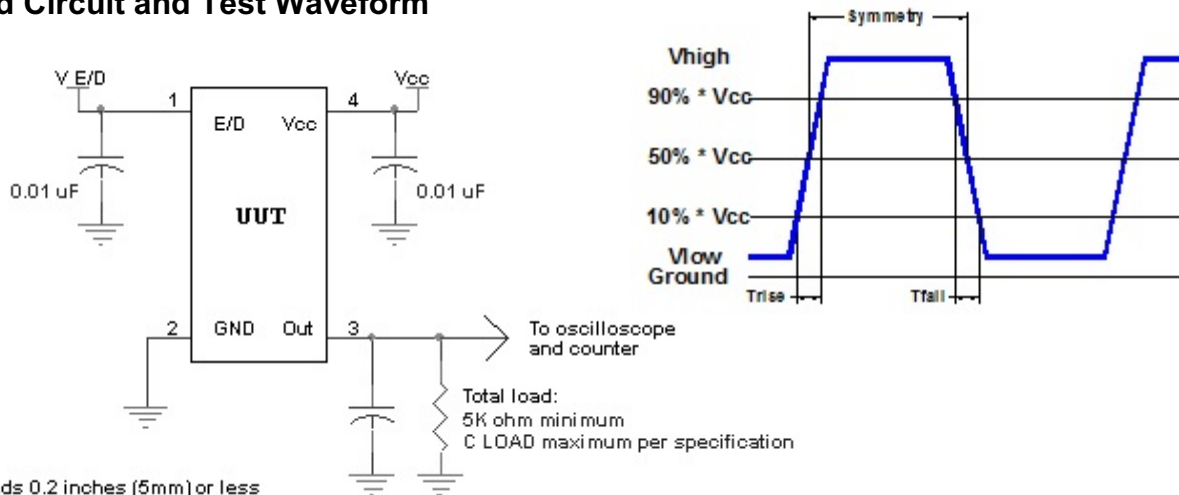 d Circuit and Test Waveform
V E/D
Vcc
1
4
E/D Vcc
0.01 uF
0.01 uF
UUT
2
GND Out
3
To oscilloscope
and counter
Total load:
5K ohm minimum
C LOAD maximum per specification
ds 0.2 inches (5mm) or less
Symmetry
Vhigh
90% * Vcc
50% * Vcc
10% * Vcc
Vlow
Ground
Trise
Tfall